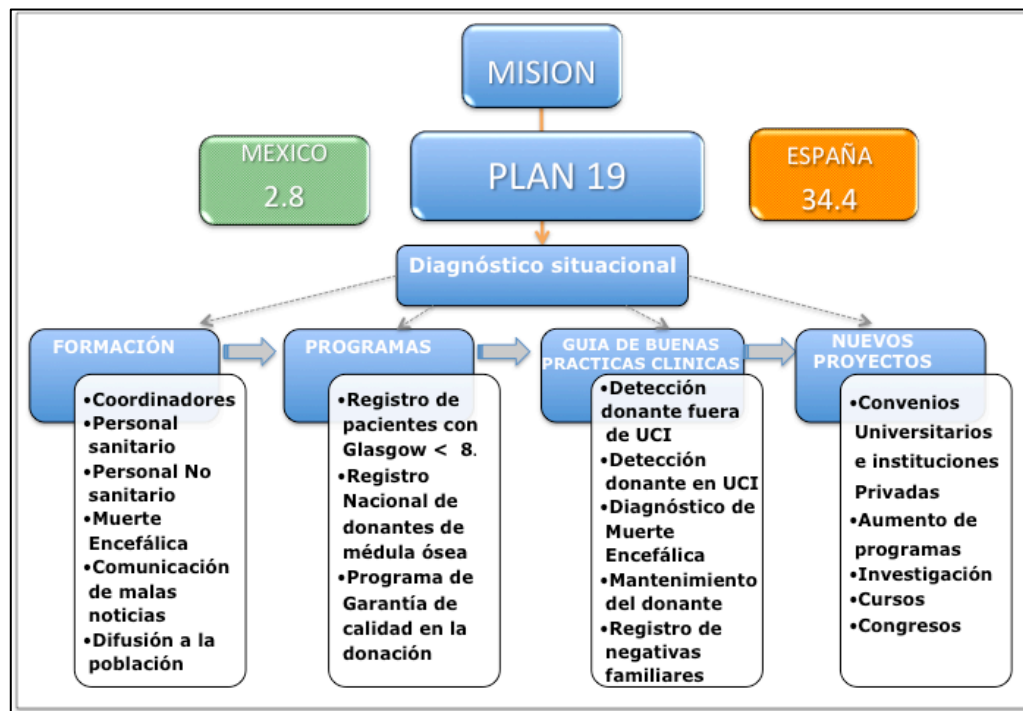 MISION
MEXICO
2.8
PLAN 19
ESPAÑA
34.4
Diagnóstico situacional
FORMACIÓN
•Coordinadores
•Personal
sanitario
•Personal No
sanitario
•Muerte
Encefálica
•Comunicación
de malas
noticias
•Difusión a la
población
PROGRAMAS
•Registro de
pacientes con
Glasgow < 8.
•Registro
Nacional de
donantes de
médula ósea
•Programa de
Garantía de
calidad en la
donación
GUIA DE BUENAS
PRACTICAS CLINICAS
•Detección
donante fuera
de UCI
•Detección
donante en UCI
•Diagnóstico de
Muerte
Encefálica
•Mantenimiento
del donante
•Registro de
negativas
familiares
NUEVOS
PROYECTOS
•Convenios
Universitarios
e instituciones
Privadas
•Aumento de
programas
•Investigación
•Cursos
•Congresos